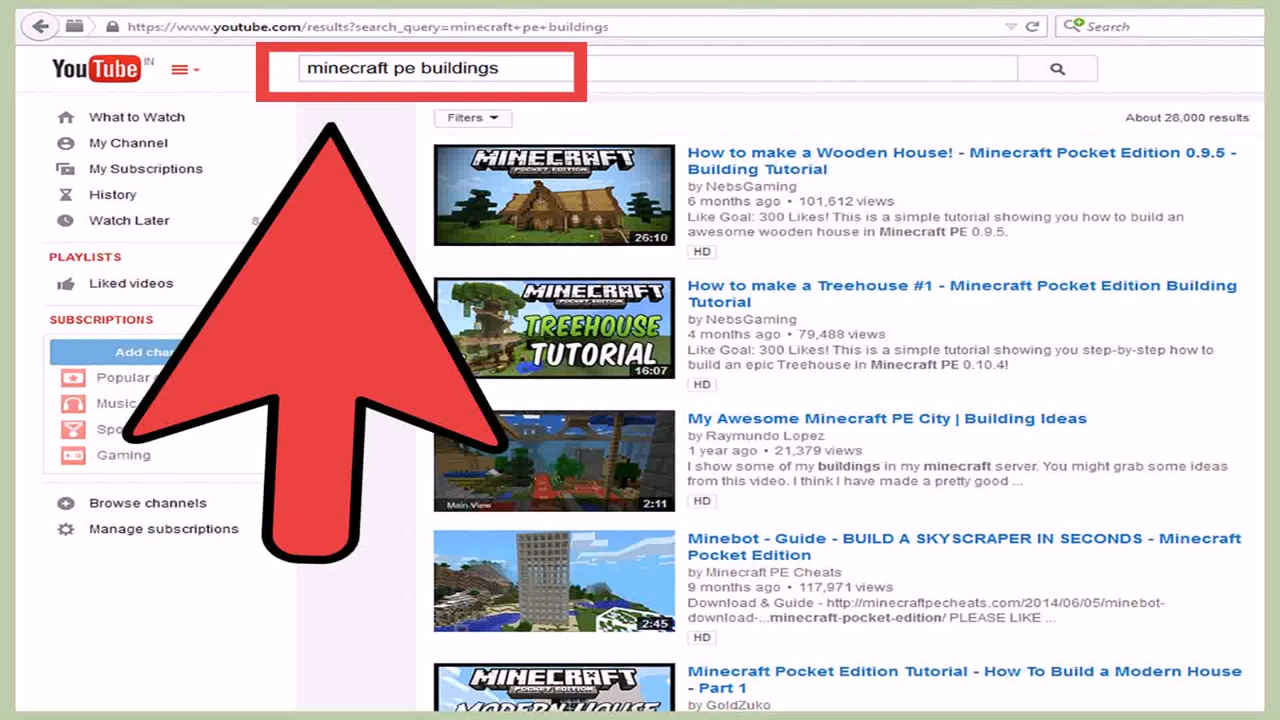 https://www.youtube.com/results?search_query=minecraft+pe+buildings
Search
YouTube IN
minecraft pe buildings
What to Watch
My Channel
My Subscriptions
History
Watch Later
8
PLAYLISTS
Liked videos
SUBSCRIPTIONS
Add
Popular
Music
Gaming
Browse channels
Manage subscriptions
Filters
About 28,000 results
MINECRAFT
POCKET EDITION
26:10
How to make a Wooden House! - Minecraft Pocket Edition 0.9.5 -
Building Tutorial
by NebsGaming
6 months ago • 101,612 views
Like Goal: 300 Likes! This is a simple tutorial showing you how to build an
awesome wooden house in Minecraft PE 0.9.5.
HD
MINECRAFT
POCKET EDITION
TREEHOUSE
TUTORIAL
16:07
How to make a Treehouse #1 - Minecraft Pocket Edition Building
Tutorial
by NebsGaming
4 months ago • 79,488 views
Like Goal: 300 Likes! This is a simple tutorial showing you step-by-step how to
build an epic Treehouse in Minecraft PE 0.10.4!
HD
Main View
2:11
My Awesome Minecraft PE City | Building Ideas
by Raymundo Lopez
1 year ago • 21,379 views
I show some of my buildings in my minecraft server. You might grab some ideas
from this video. I think I have made a pretty good ...
HD
2:45
Minebot - Guide - BUILD A SKYSCRAPER IN SECONDS - Minecraft
Pocket Edition
by Minecraft PE Cheats
9 months ago • 117,971 views
Download & Guide - http://minecraftpecheats.com/2014/06/05/minebot-
download-...minecraft-pocket-edition/ PLEASE LIKE ...
HD
MINECRAFT
POCKET EDITION
MODERN HOUSE
Minecraft Pocket Edition Tutorial - How To Build a Modern House
- Part 1
by GoldZuko